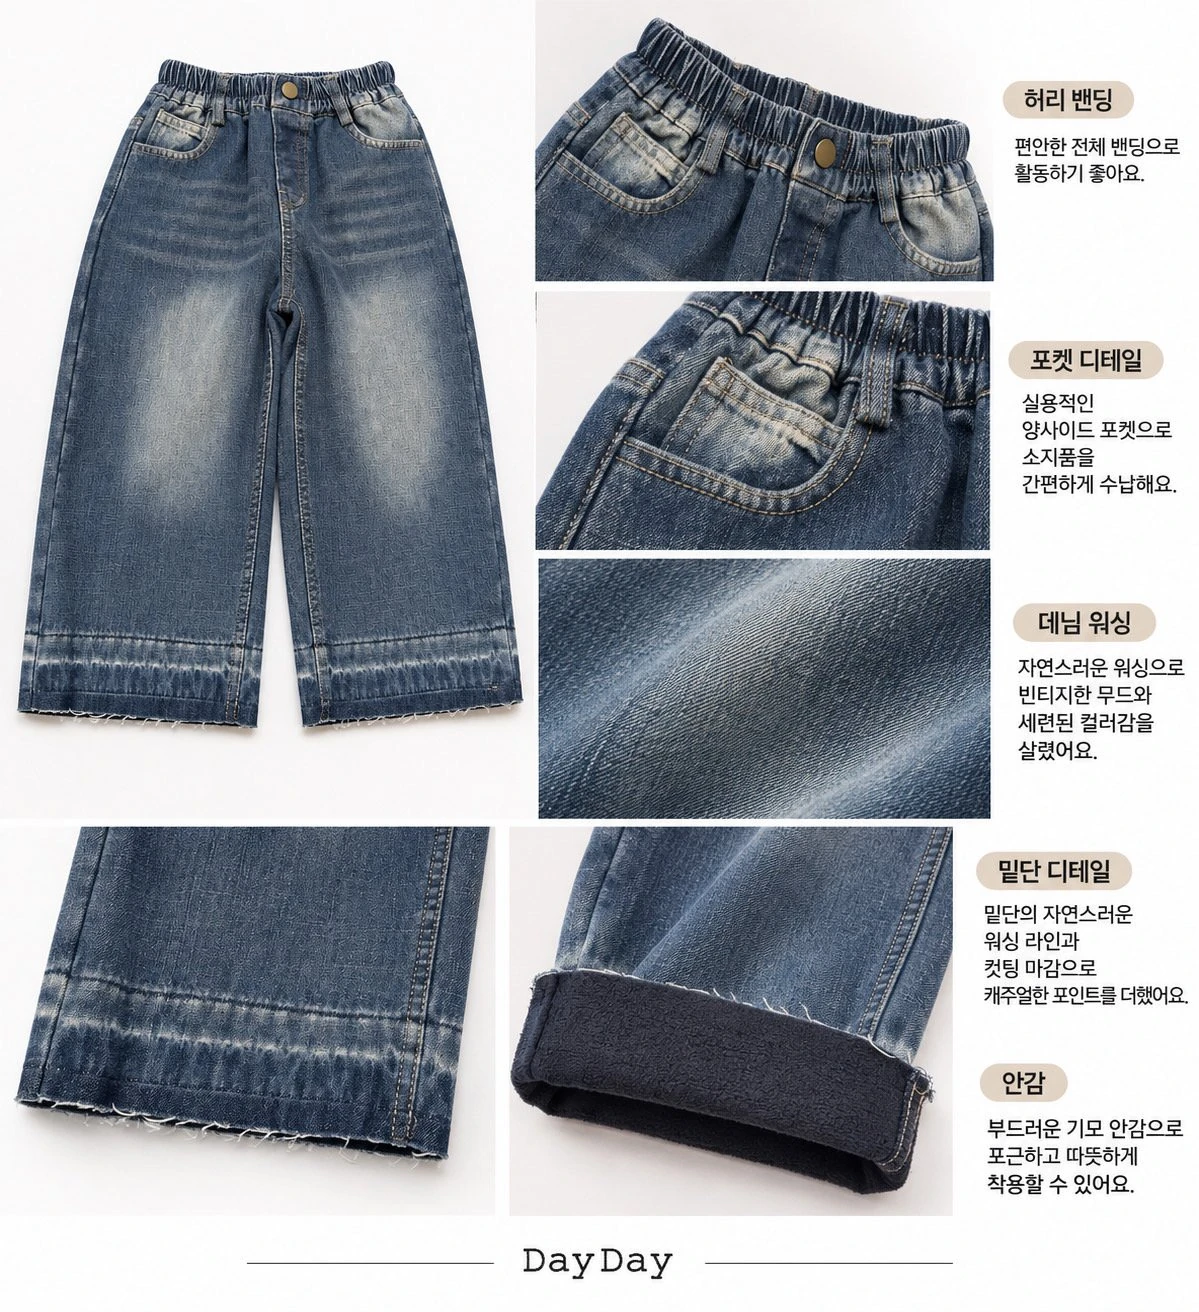 허리 밴딩
편안한 전체 밴딩으로
활동하기 좋아요.
포켓 디테일
실용적인
양사이드 포켓으로
소지품을
간편하게 수납해요.
데님 워싱
자연스러운 워싱으로
빈티지한 무드와
세련된 컬러감을
살렸어요.
밑단 디테일
밑단의 자연스러운
워싱 라인과
컷팅 마감으로
캐주얼한 포인트를 더했어요.
안감
부드러운 기모 안감으로
포근하고 따뜻하게
착용할 수 있어요.
DayDay